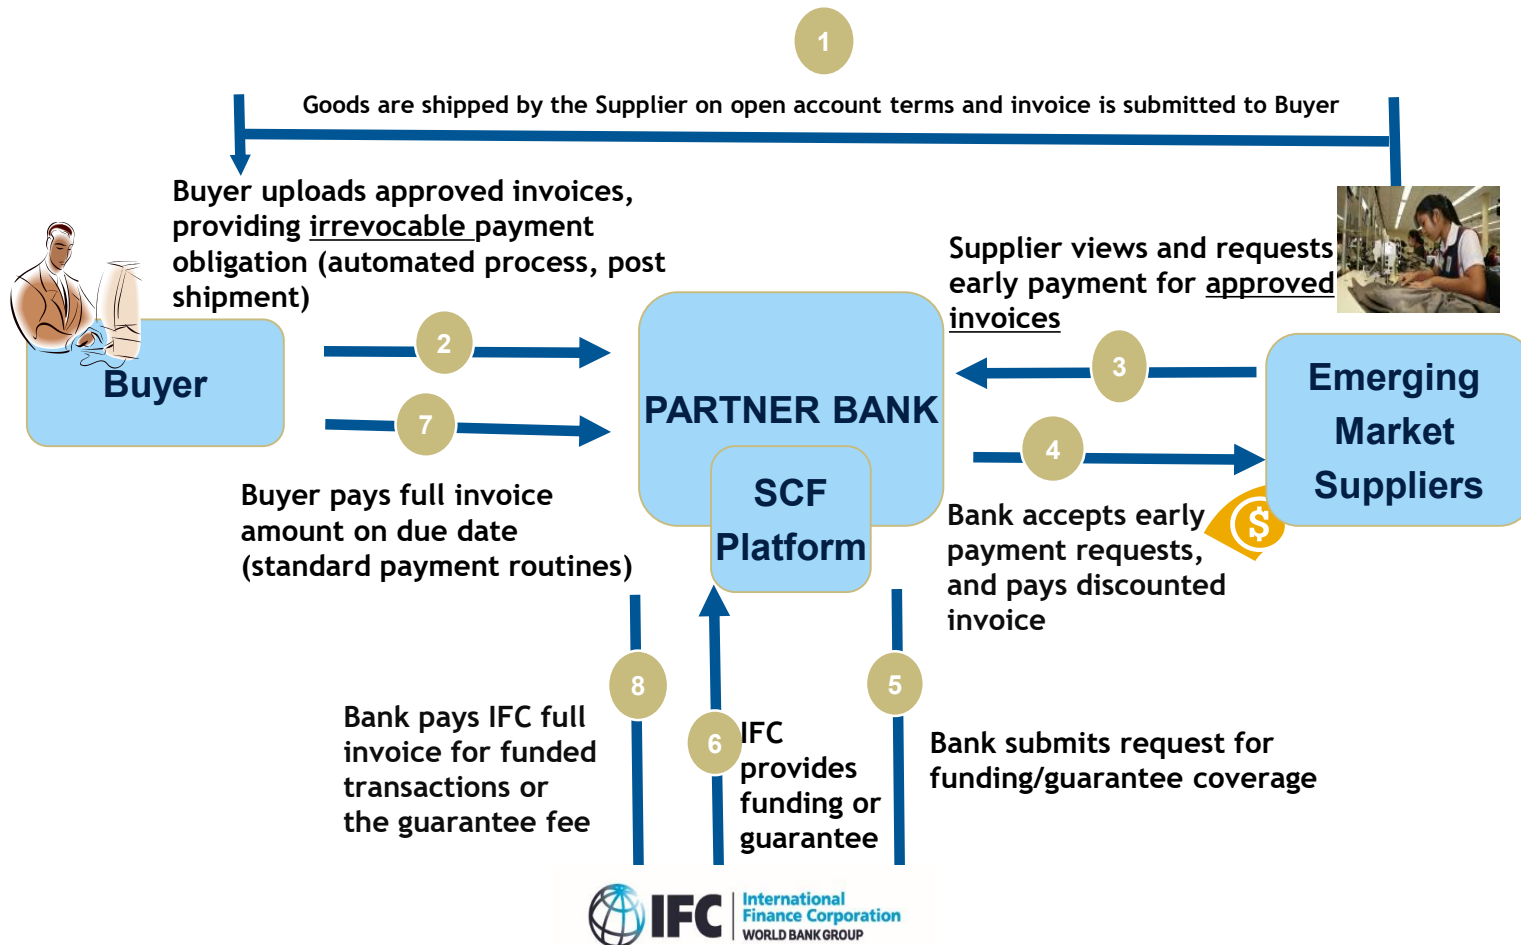 1
Goods are shipped by the Supplier on open account terms and invoice is submitted to Buyer
Buyer uploads approved invoices,
providing irrevocable payment
obligation (automated process, post
shipment)
Supplier views and requests
early payment for approved
invoices
2
3
Buyer
PARTNER BANK
Emerging
Market
Suppliers
7
4
SCF
Platform
Buyer pays full invoice
amount on due date
(standard payment routines)
Bank accepts early
payment requests,
and pays discounted
invoice
$
8
5
6
Bank pays IFC full
invoice for funded
transactions or
the guarantee fee
IFC
provides
funding or
guarantee
Bank submits request for
funding/guarantee coverage
IFC
International
Finance Corporation
WORLD BANK GROUP